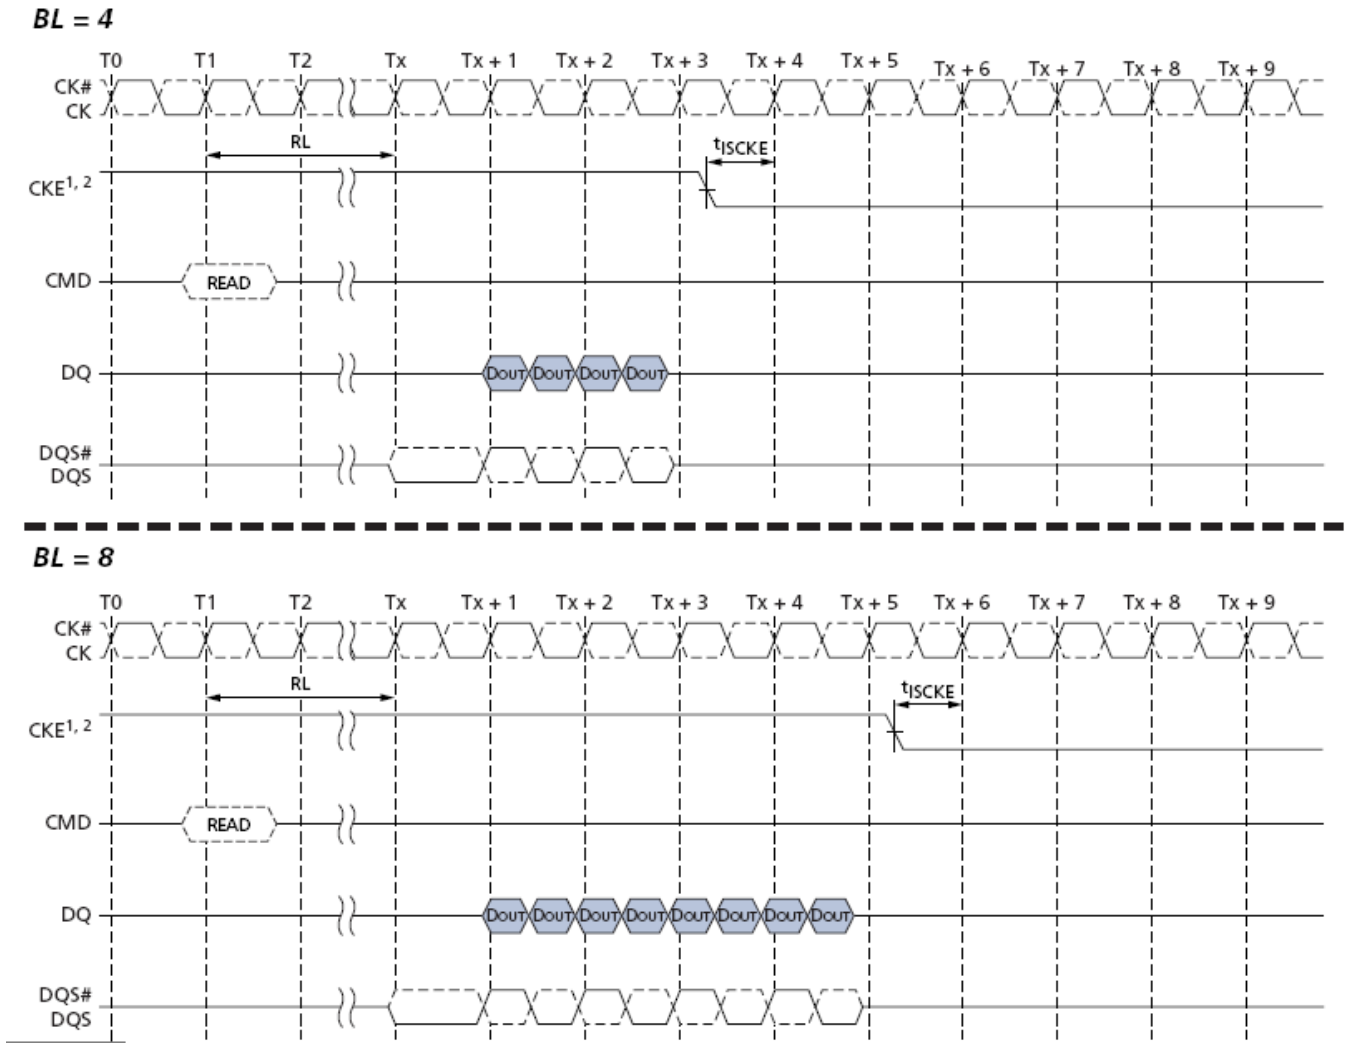 BL = 4
T0 T1 T2 Tx Tx + 1 Tx + 2 Tx + 3 Tx + 4 Tx + 5 Tx + 6 Tx + 7 Tx + 8 Tx + 9
CK#
CK
RL tISCKE
CKE1, 2
CMD READ
DQ DOUT DOUT DOUT DOUT
DQS#
DQS
BL = 8
T0 T1 T2 Tx Tx + 1 Tx + 2 Tx + 3 Tx + 4 Tx + 5 Tx + 6 Tx + 7 Tx + 8 Tx + 9
CK#
CK
RL tISCKE
CKE1, 2
CMD READ
DQ DOUT DOUT DOUT DOUT DOUT DOUT DOUT DOUT
DQS#
DQS